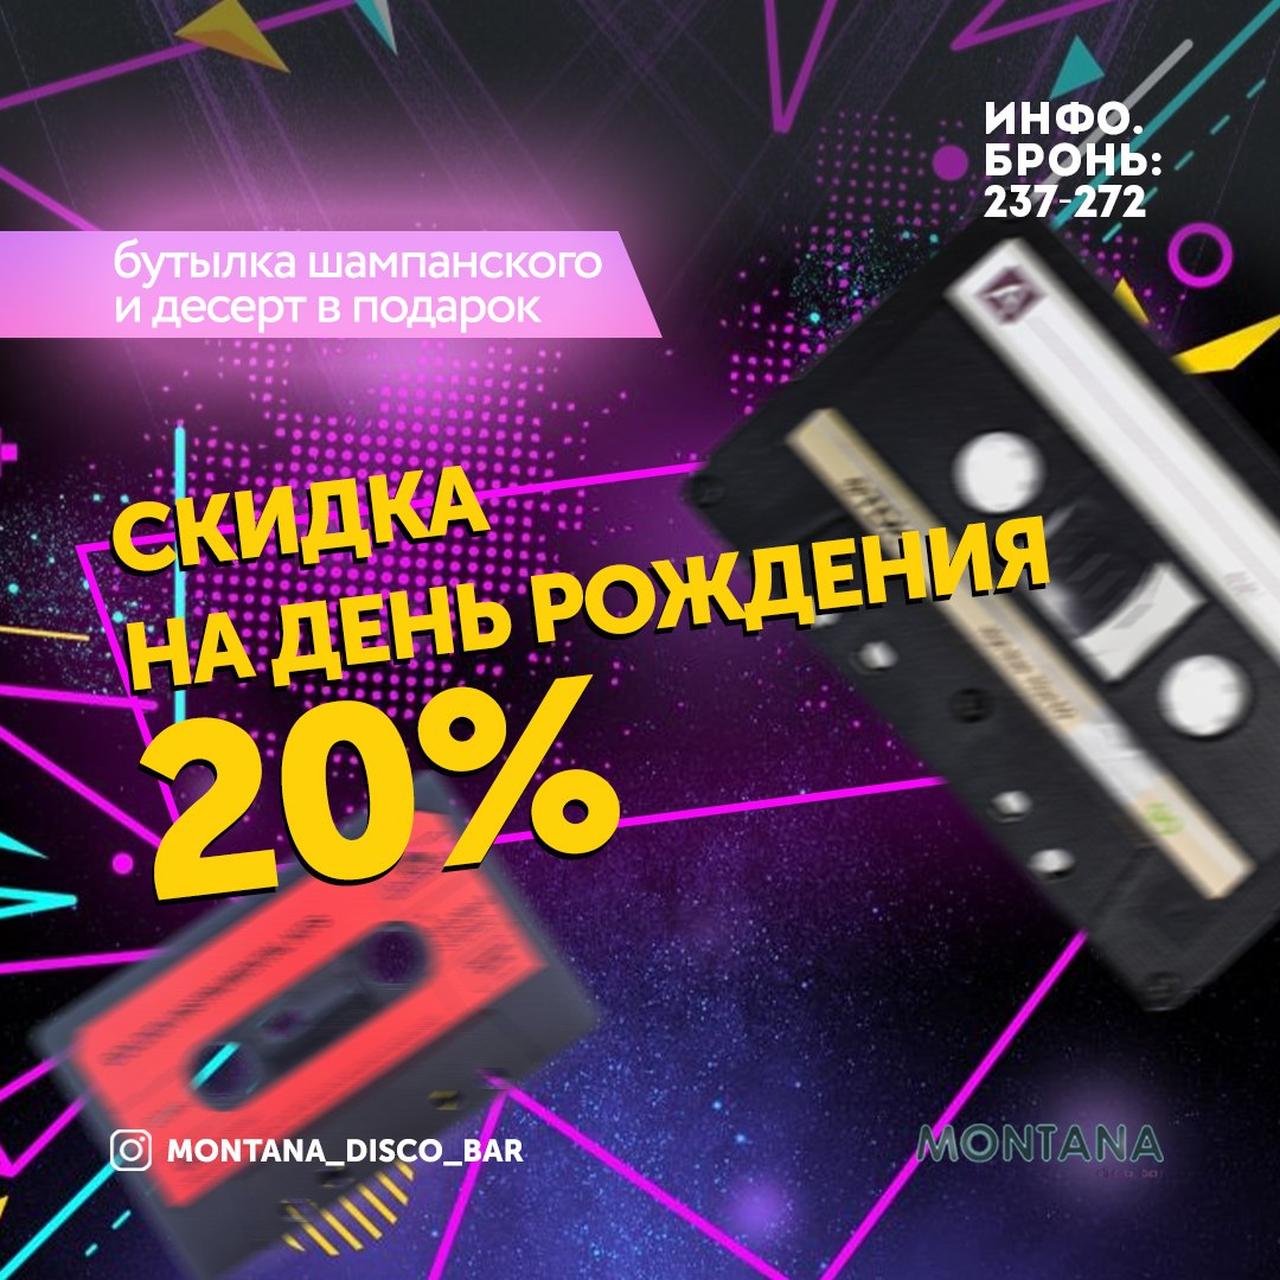 ИНФО.
БРОНЬ:
237-272
бутылка шампанского
и десерт в подарок
СКИДКА
НА ДЕНЬ РОЖДЕНИЯ
20%
MONTANA_DISCO_BAR
MONTANA